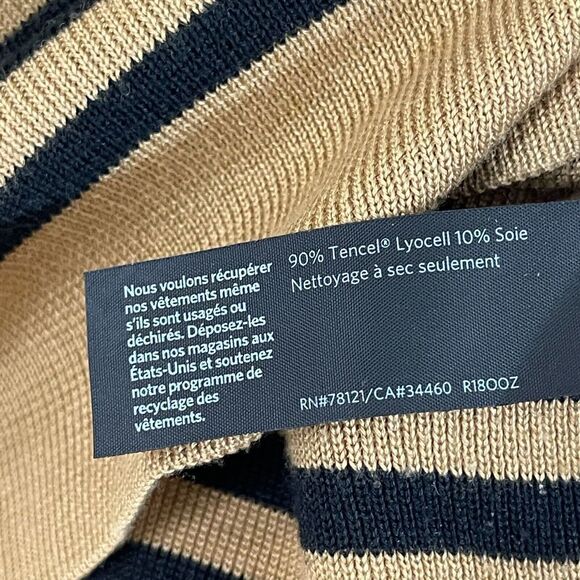 Nous voulons récupérer
nos vêtements même
s'ils sont usagés ou
déchirés. Déposez-les
dans nos magasins aux
États-Unis et soutenez
notre programme de
recyclage des
vêtements.
90% Tencel® Lyocell 10% Soie
Nettoyage à sec seulement
RN#78121/CA#34460 R18OOZ